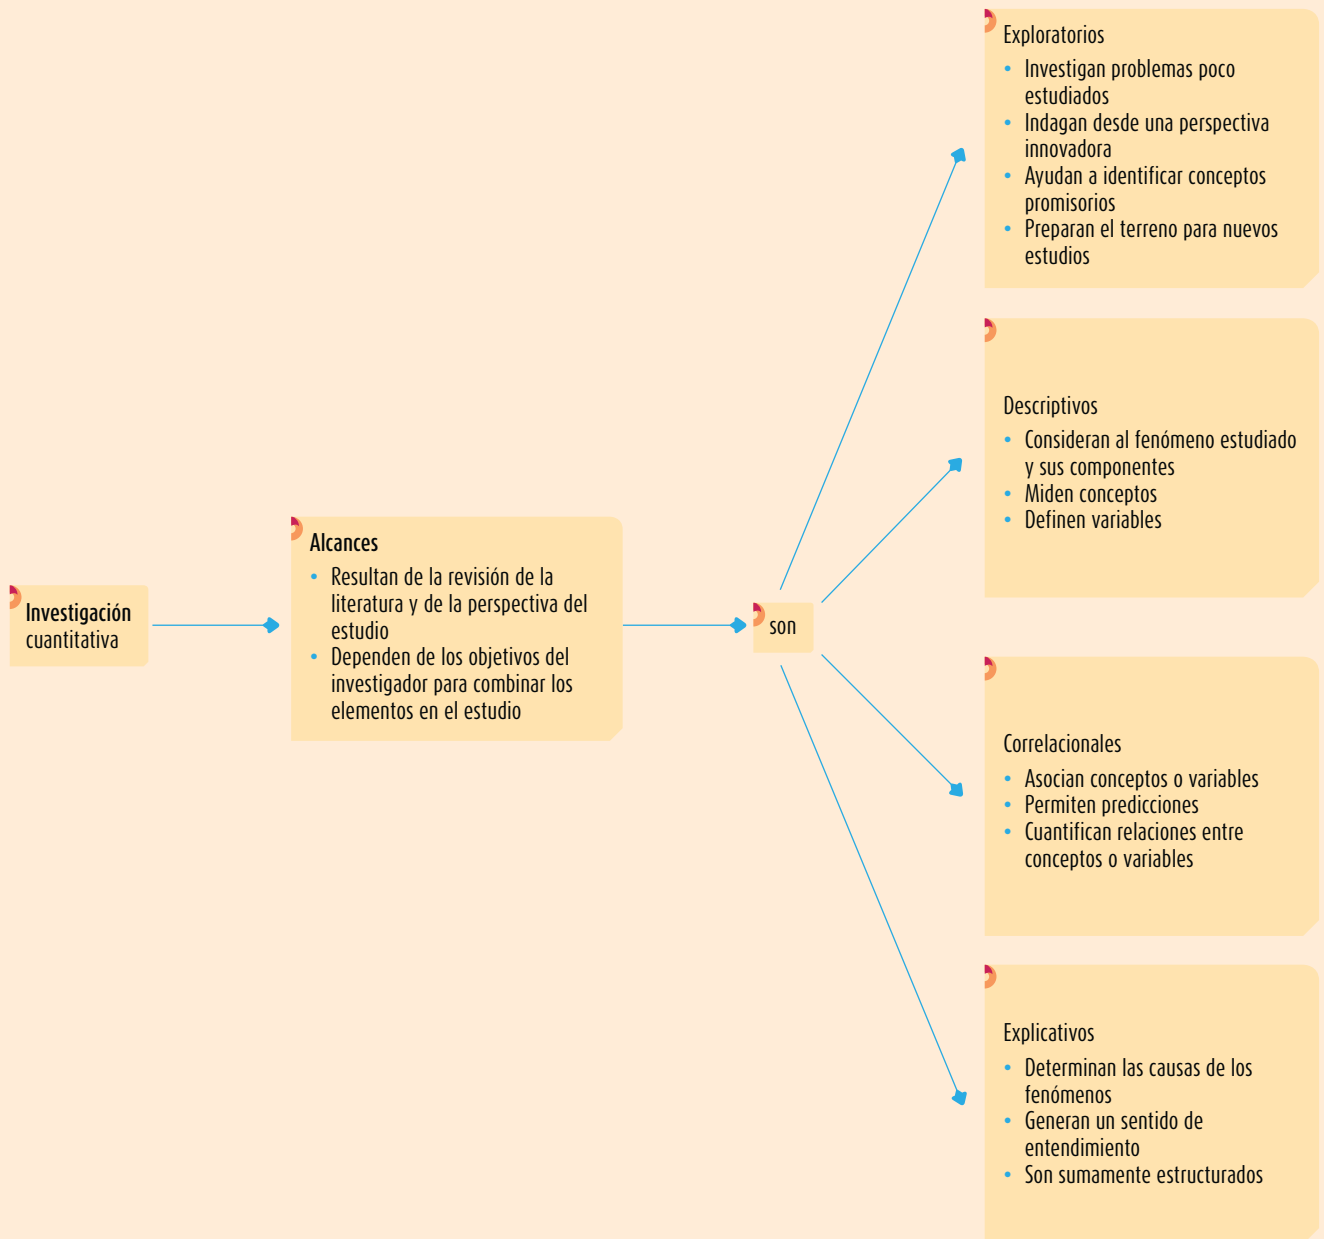 Investigación
cuantitativa
Alcances
• Resultan de la revisión de la
literatura y de la perspectiva del
estudio
• Dependen de los objetivos del
investigador para combinar los
elementos en el estudio
son
Exploratorios
• Investigan problemas poco
estudiados
• Indagan desde una perspectiva
innovadora
• Ayudan a identificar conceptos
promisorios
• Preparan el terreno para nuevos
estudios
Descriptivos
• Consideran al fenómeno estudiado
y sus componentes
• Miden conceptos
• Definen variables
Correlacionales
• Asocian conceptos o variables
• Permiten predicciones
• Cuantifican relaciones entre
conceptos o variables
Explicativos
• Determinan las causas de los
fenómenos
• Generan un sentido de
entendimiento
• Son sumamente estructurados